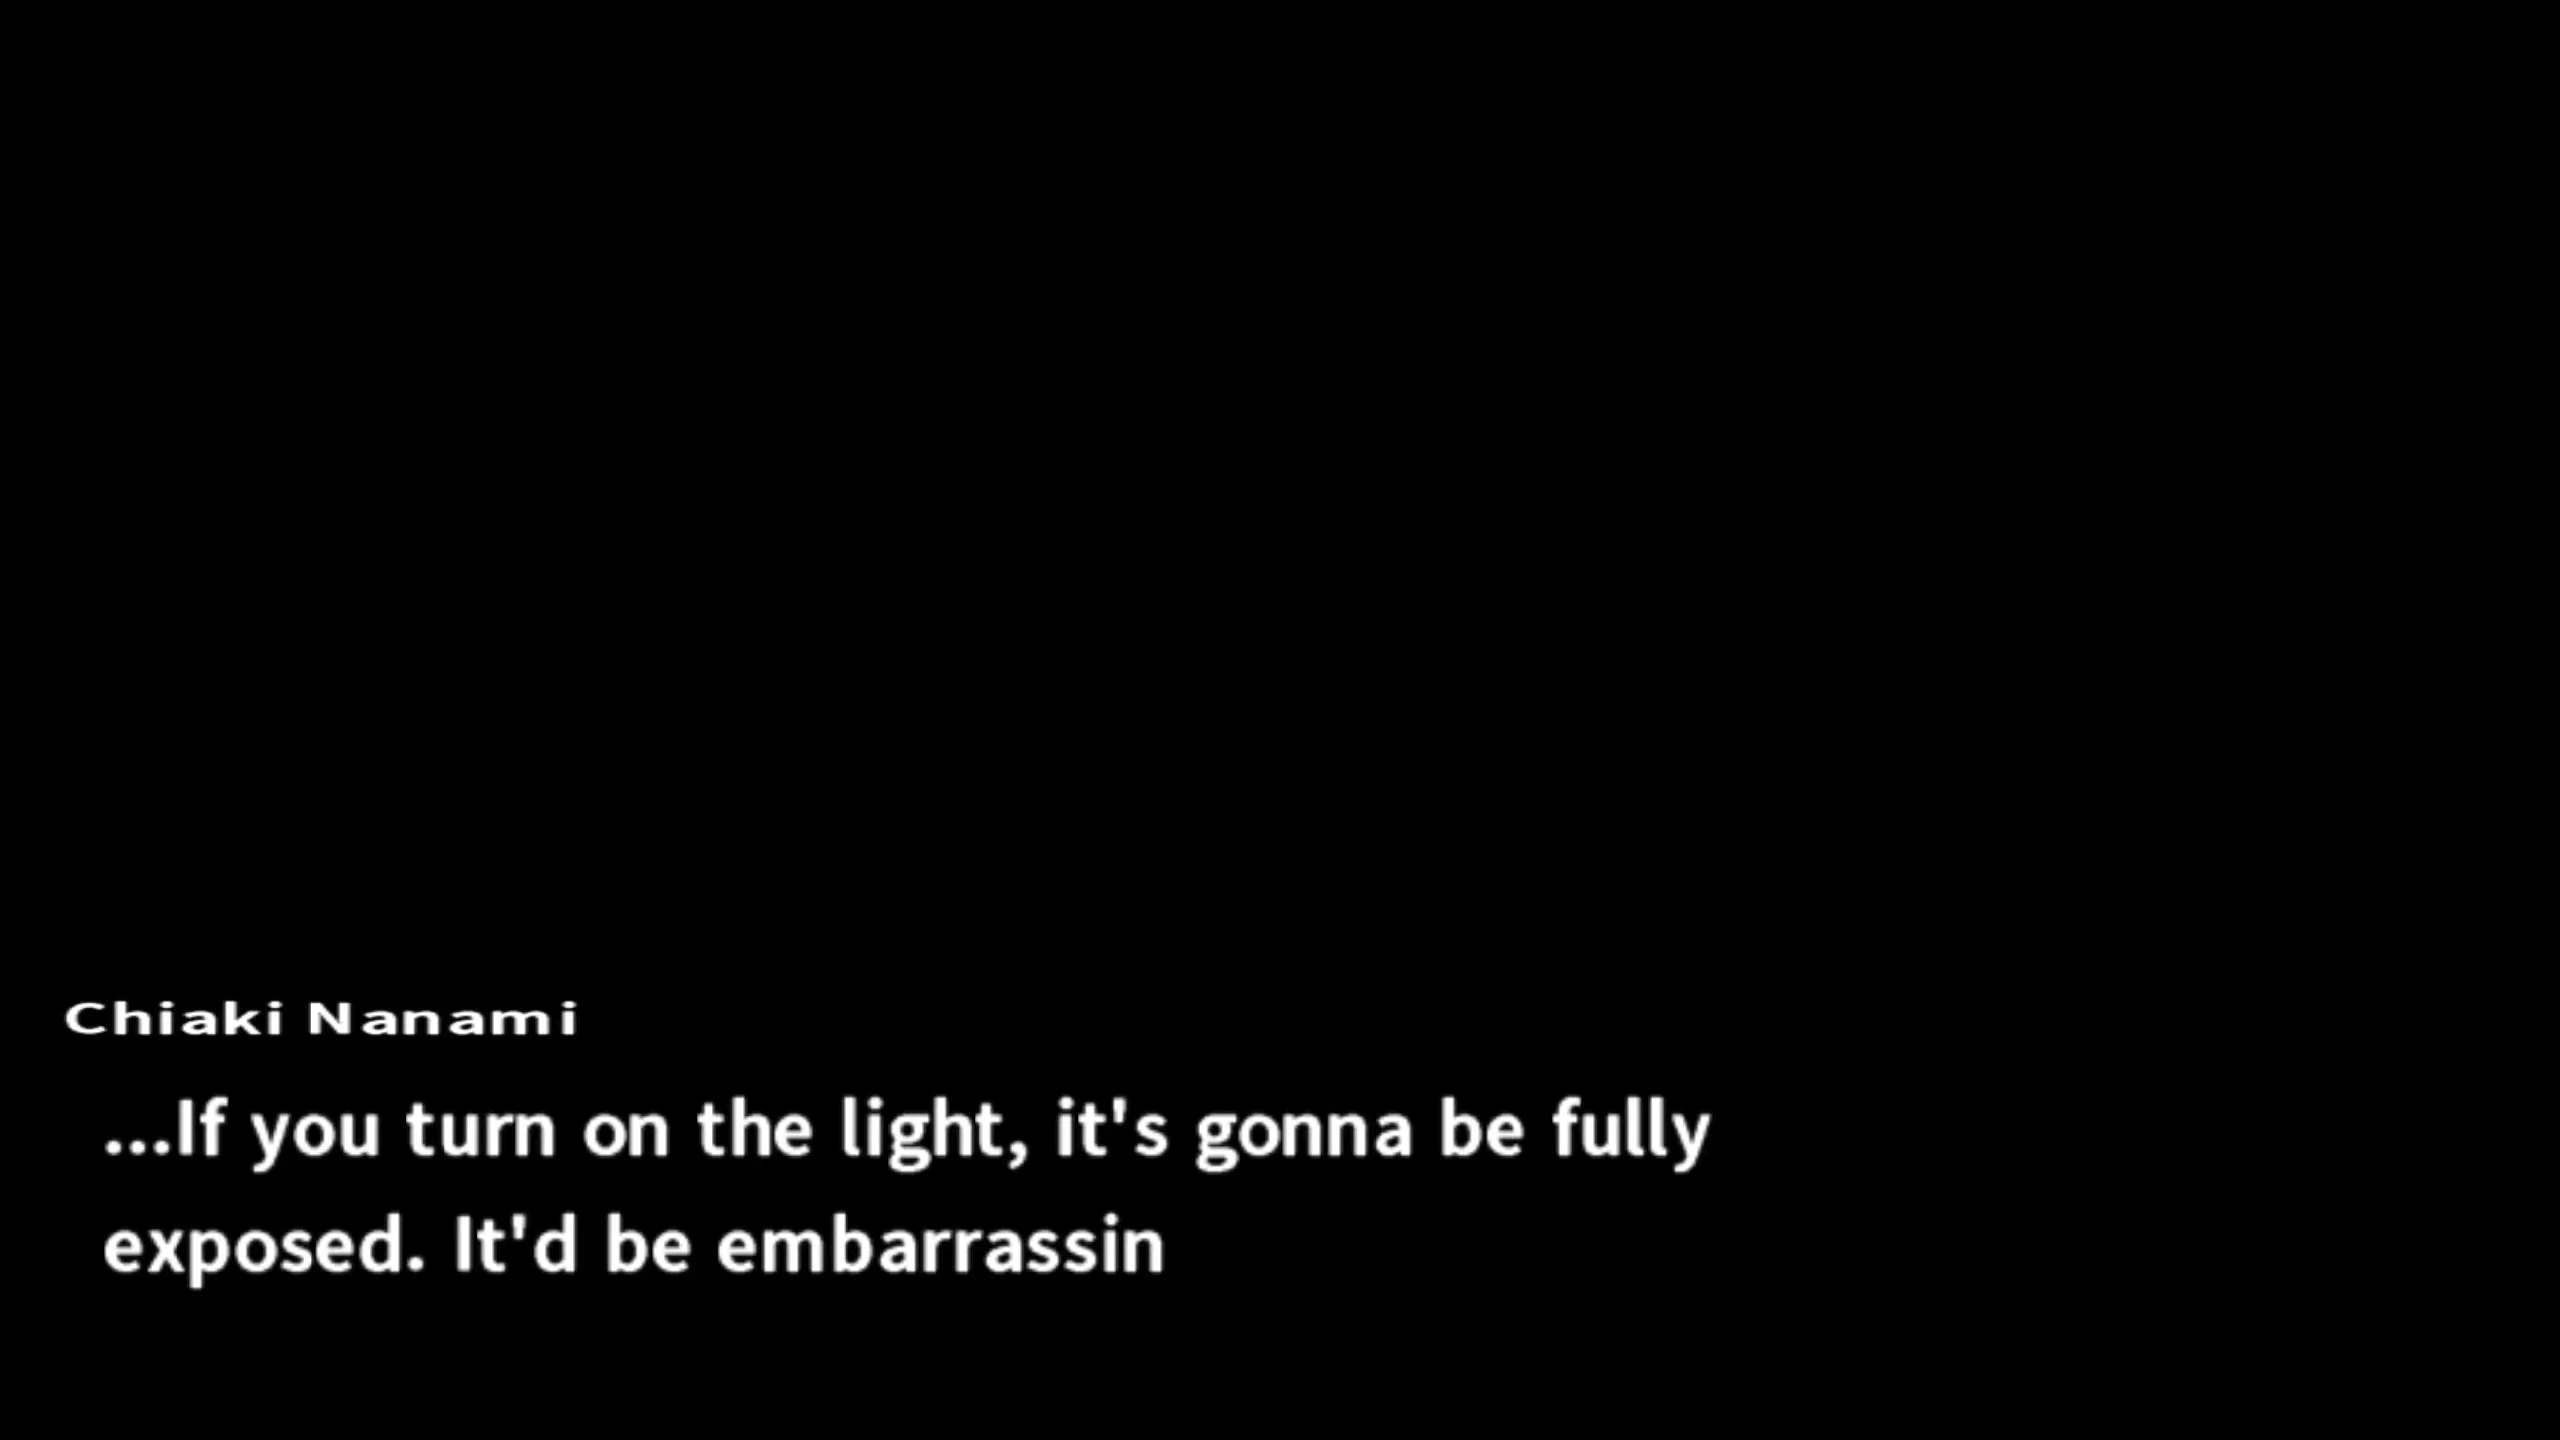 Chiaki Nanami
...If you turn on the light, it's gonna be fully
exposed. It'd be embarrassin